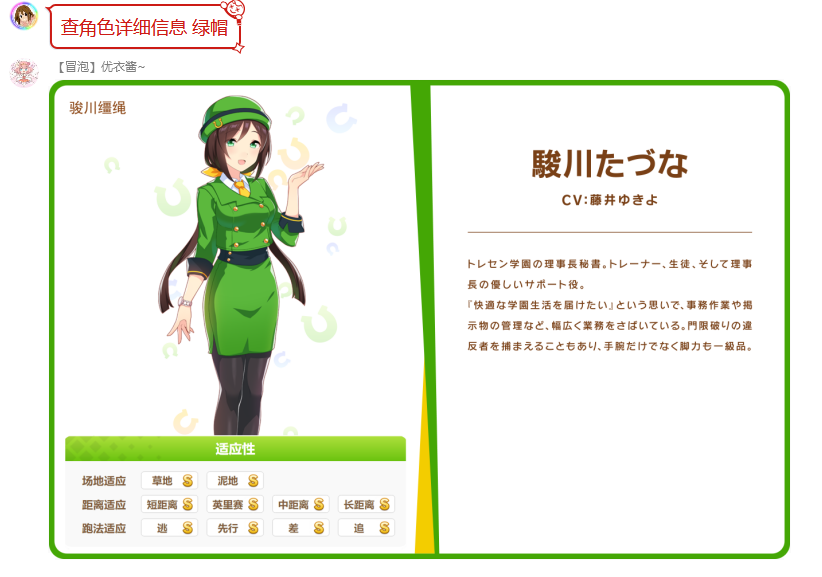 查角色详细信息 绿帽
【冒泡】优衣酱~
骏川缰绳
駿川たづな
CV:藤井ゆきよ
トレセン学園の理事長秘書。トレーナー、生徒、そして理事
長の優しいサポート役。
『快適な学園生活を届けたい』という思いで、事務作業や掲
示物の管理など、幅広く業務をさばいている。門限破りの違
反者を捕まえることもあり、手腕だけでなく脚力も一級品。
适应性
场地适应 草地 S 泥地 S
距离适应 短距离 S 英里赛 S 中距离 S 长距离 S
跑法适应 逃 S 先行 S 差 S 追 S